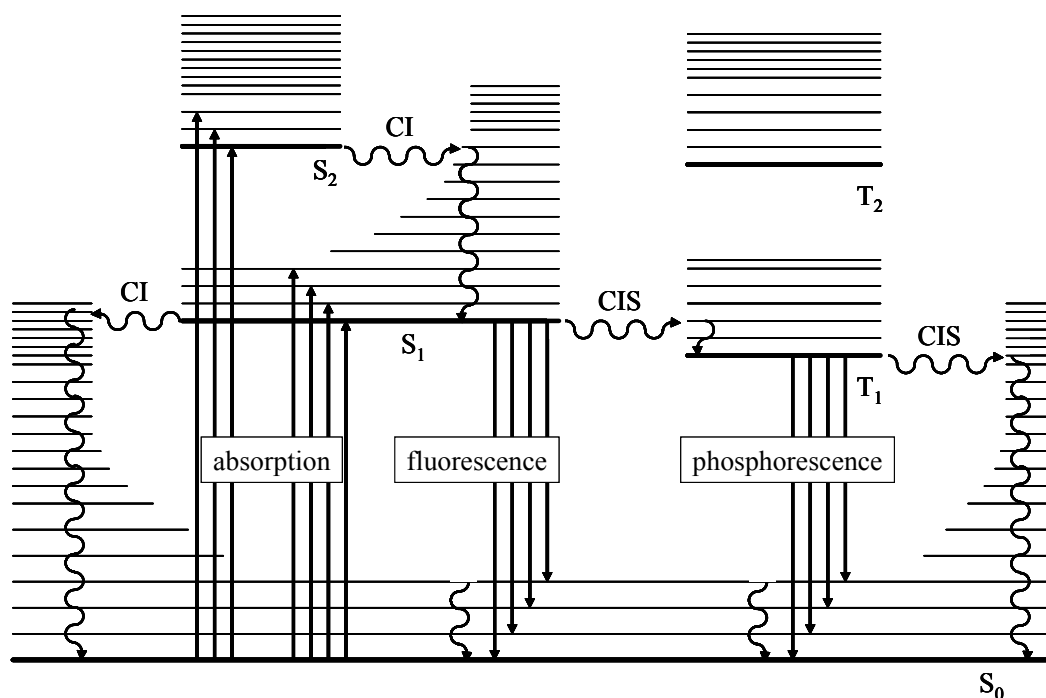 CI
S2
T2
CI
CIS
S1
CIS
T1
absorption
fluorescence
phosphorescence
S0